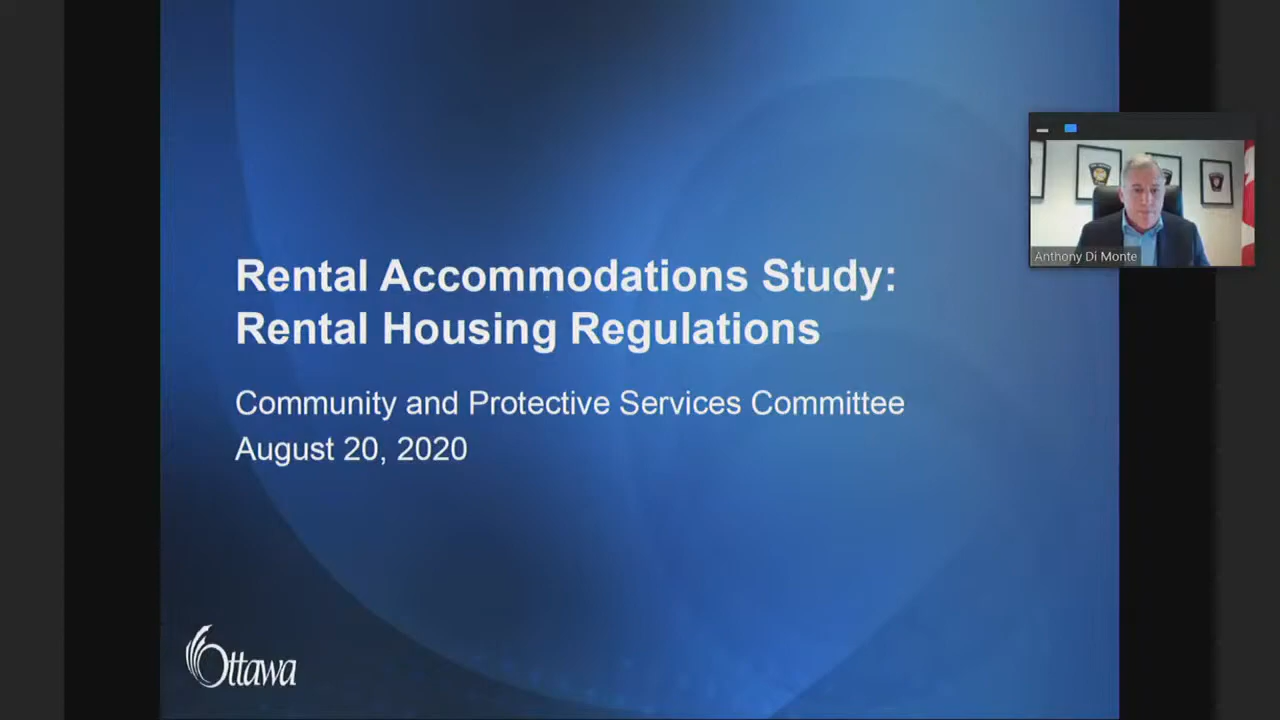 Rental Accommodations Study:
Rental Housing Regulations
Community and Protective Services Committee
August 20, 2020
Ottawa
Anthony Di Monte